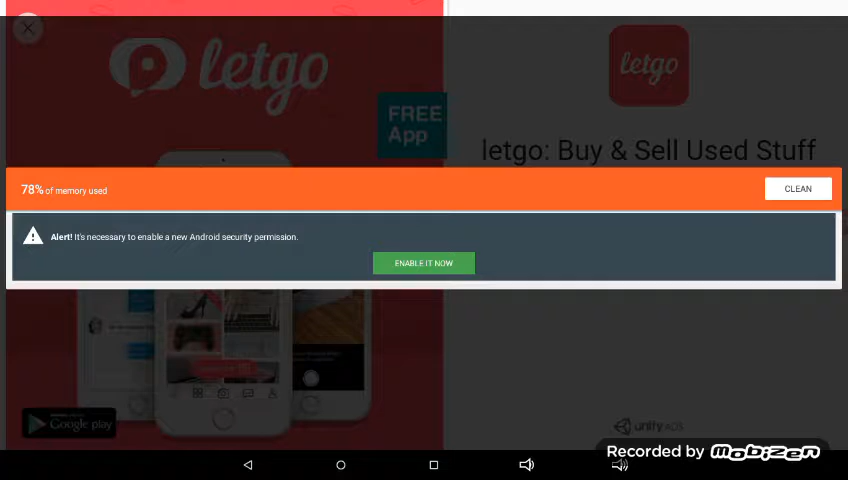 letgo
FREE
App
letgo
letgo: Buy & Sell Used Stuff
78% of memory used
CLEAN
Alert! It's necessary to enable a new Android security permission.
ENABLE IT NOW
Google play
unity ADS
Recorded by MOBIZEN